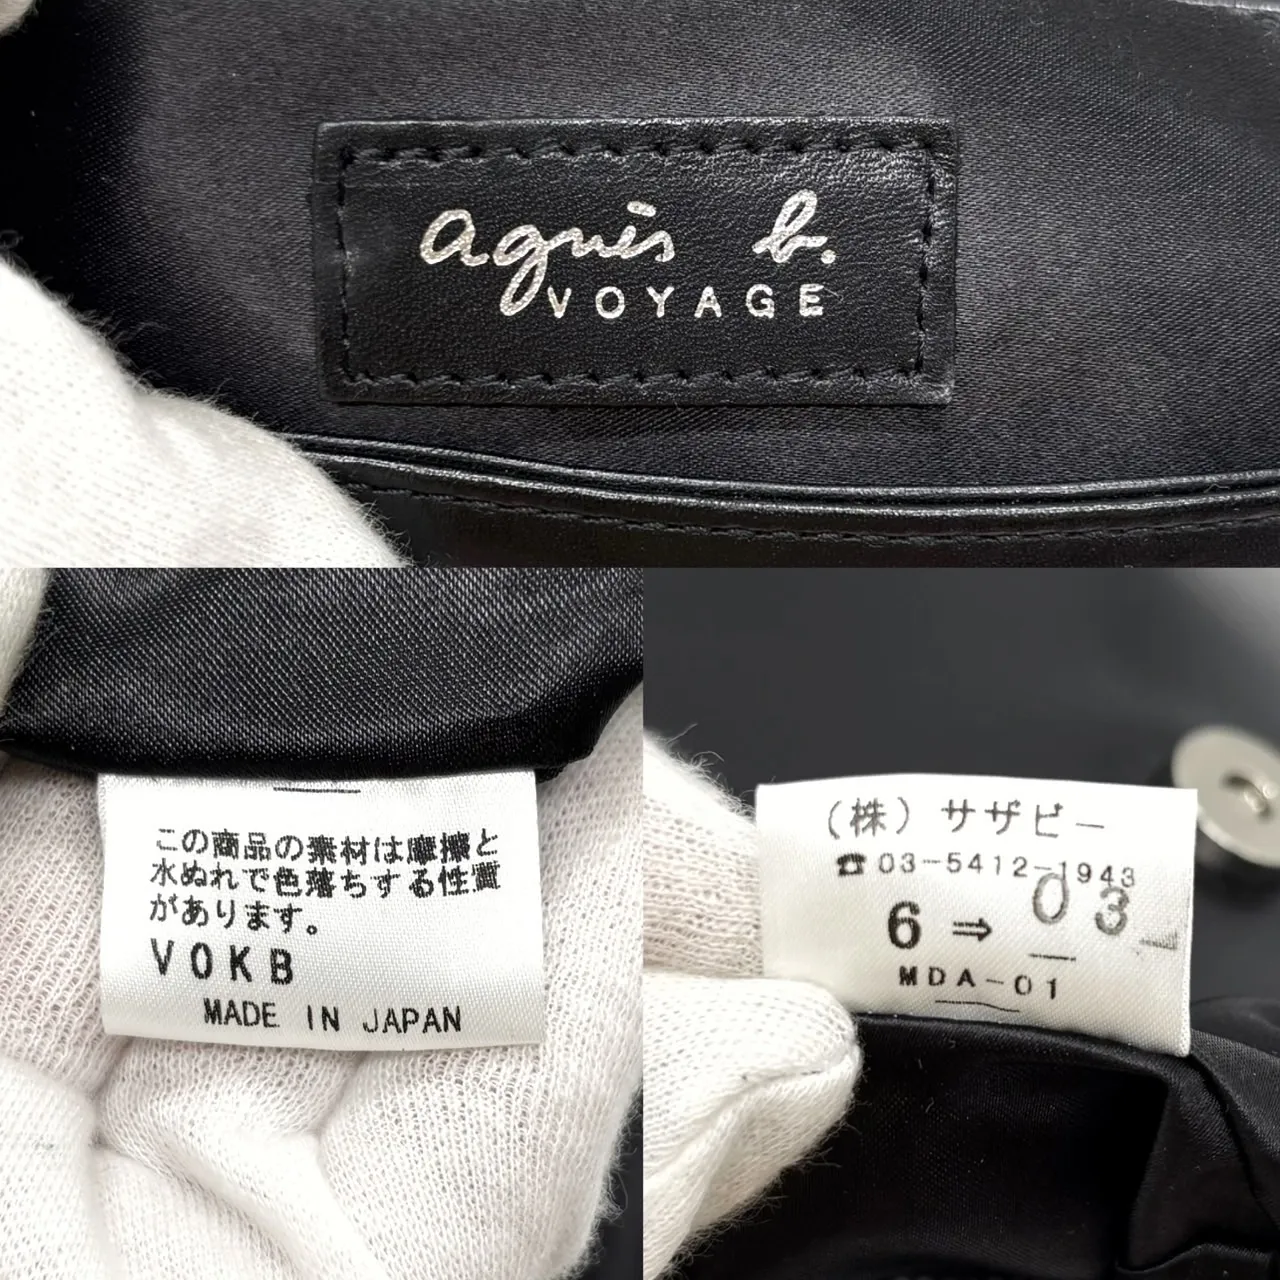 agnès b.
VOYAGE
この商品の素材は摩擦と
水ぬれで色落ちする性質
があります。
VOKB
MADE IN JAPAN
(株)サザビー
☎03-5412-1943
6⇒03
MDA-01